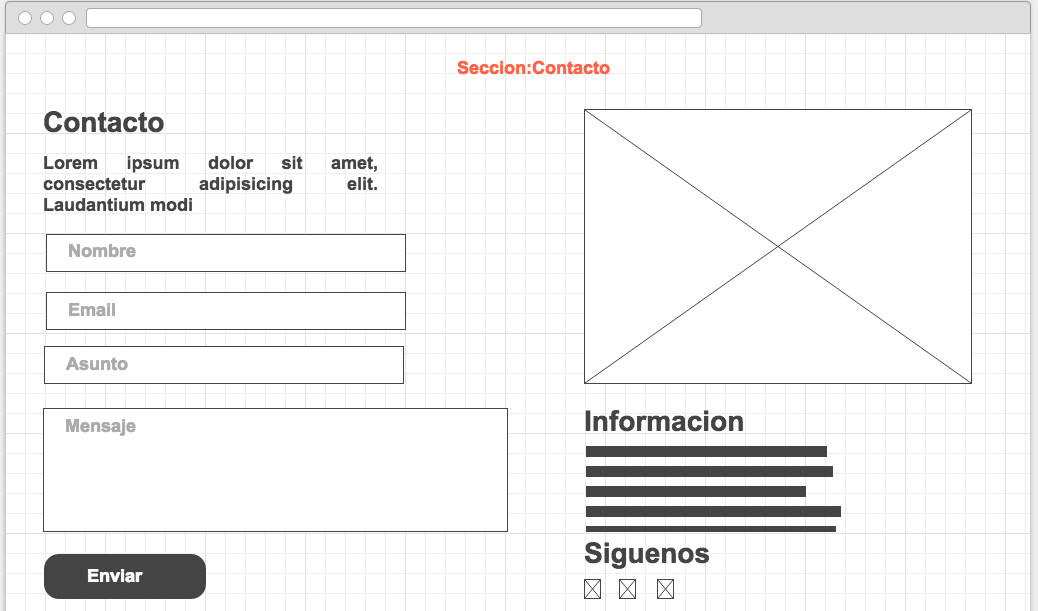 Seccion:Contacto
Contacto
Lorem ipsum dolor sit amet,
consectetur adipisicing elit.
Laudantium modi
Nombre
Email
Asunto
Mensaje
Enviar
Informacion
Siguenos